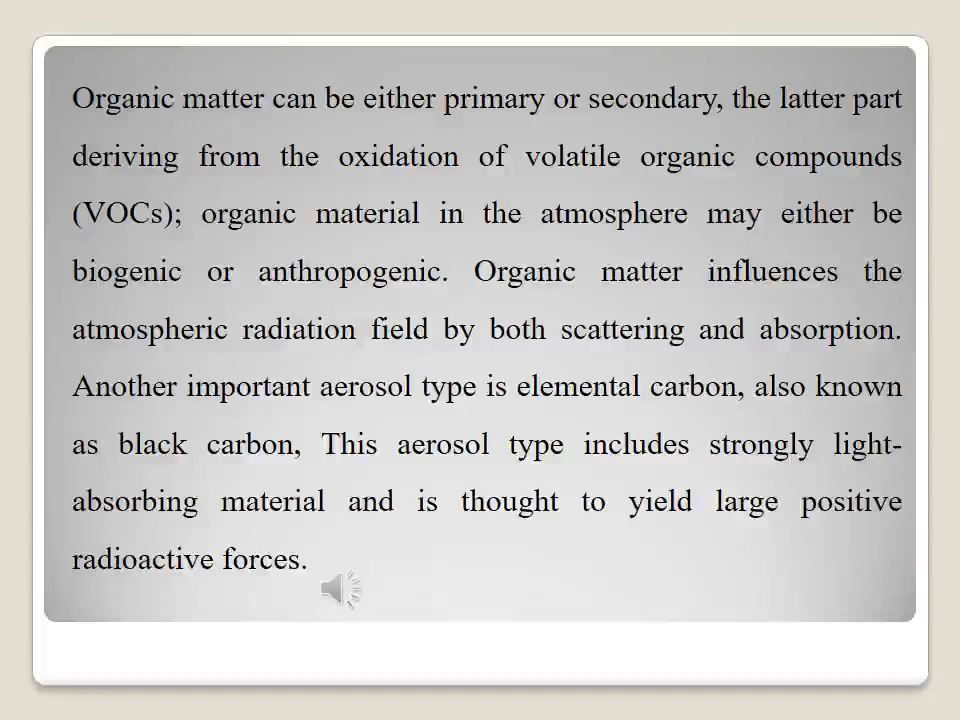 Organic matter can be either primary or secondary, the latter part
deriving from the oxidation of volatile organic compounds
(VOCs); organic material in the atmosphere may either be
biogenic or anthropogenic. Organic matter influences the
atmospheric radiation field by both scattering and absorption.
Another important aerosol type is elemental carbon, also known
as black carbon, This aerosol type includes strongly light-
absorbing material and is thought to yield large positive
radioactive forces.